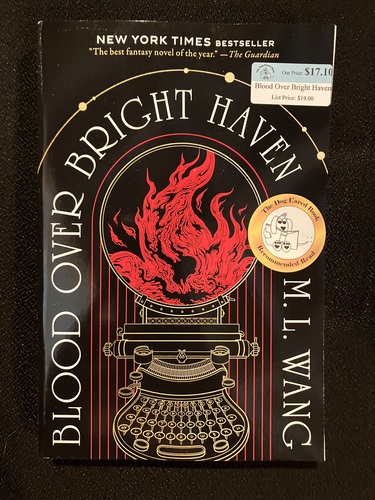 NEW YORK TIMES BESTSELLER
"The best fantasy novel of the year." —The Guardian
Our Price: $17.10
Blood Over Bright Haven
List Price: $19.00
BLOOD OVER BRIGHT HAVEN
The Dog Eared Book
Recommended Read
M. L. WANG